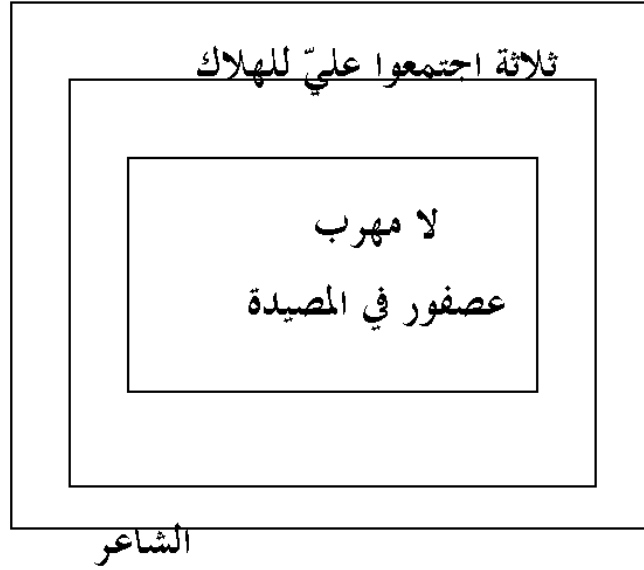 ثلاثة اجتمعوا عليّ للهلاك
لا مهرب
عصفور في المصيدة
الشاعر